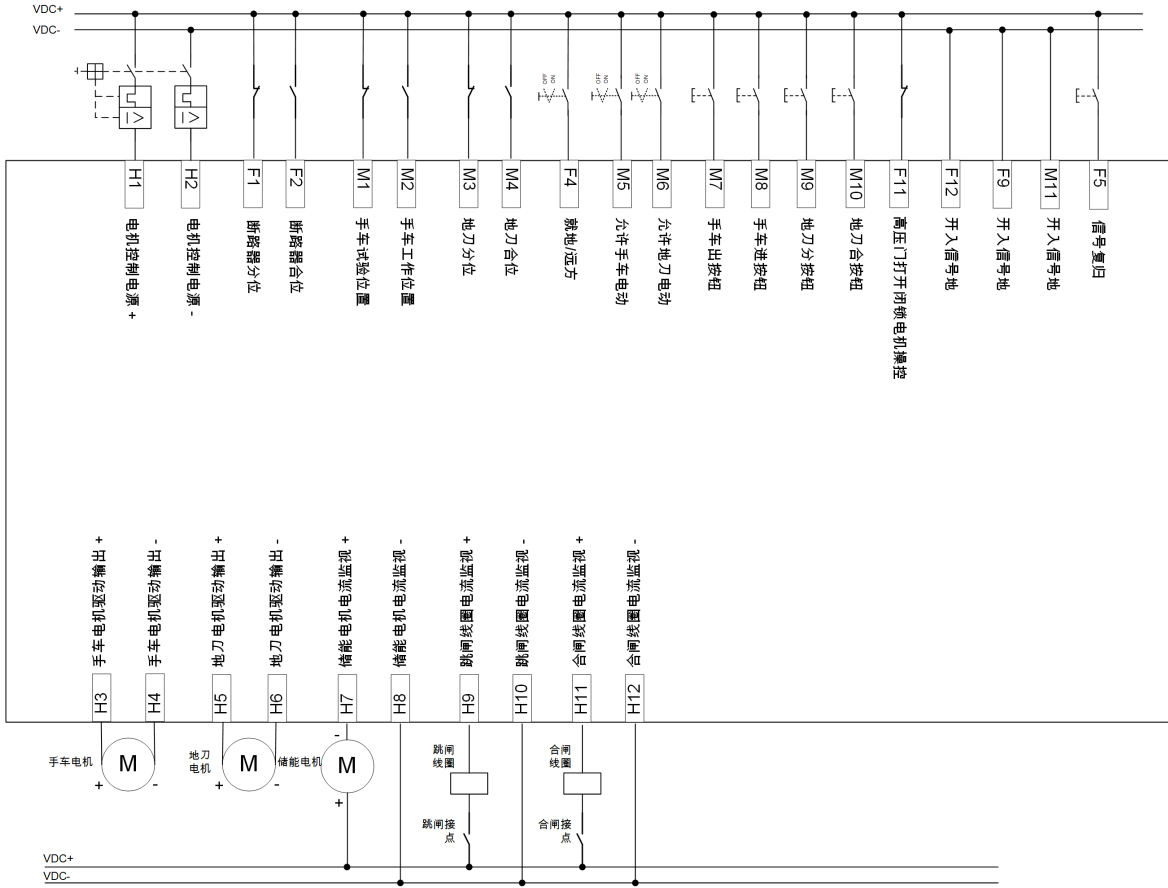 VDC+
VDC-
OFF
ON
OFF
ON
OFF
ON
H1
H2
F1
F2
M1
M2
M3
M4
F4
M5
M6
M7
M8
M9
M10
F11
F12
F9
M11
F5
电机控制电源 +
电机控制电源 -
断路器分位
断路器合位
手车试验位置
手车工作位置
地刀分位
地刀合位
就地/远方
允许手车电动
允许地刀电动
手车出按钮
手车进按钮
地刀分按钮
地刀合按钮
高压门打开闭锁电机操控
开入信号地
开入信号地
开入信号地
信号复归
手车电机驱动输出 +
手车电机驱动输出 -
地刀电机驱动输出 +
地刀电机驱动输出 -
储能电机电流监视 +
储能电机电流监视 -
跳闸线圈电流监视 +
跳闸线圈电流监视 -
合闸线圈电流监视 +
合闸线圈电流监视 -
H3
H4
H5
H6
H7
H8
H9
H10
H11
H12
手车电机
M
+
-
地刀
电机
M
+
-
储能电机
-
M
+
跳闸
线圈
跳闸接
点
合闸
线圈
合闸接
点
VDC+
VDC-